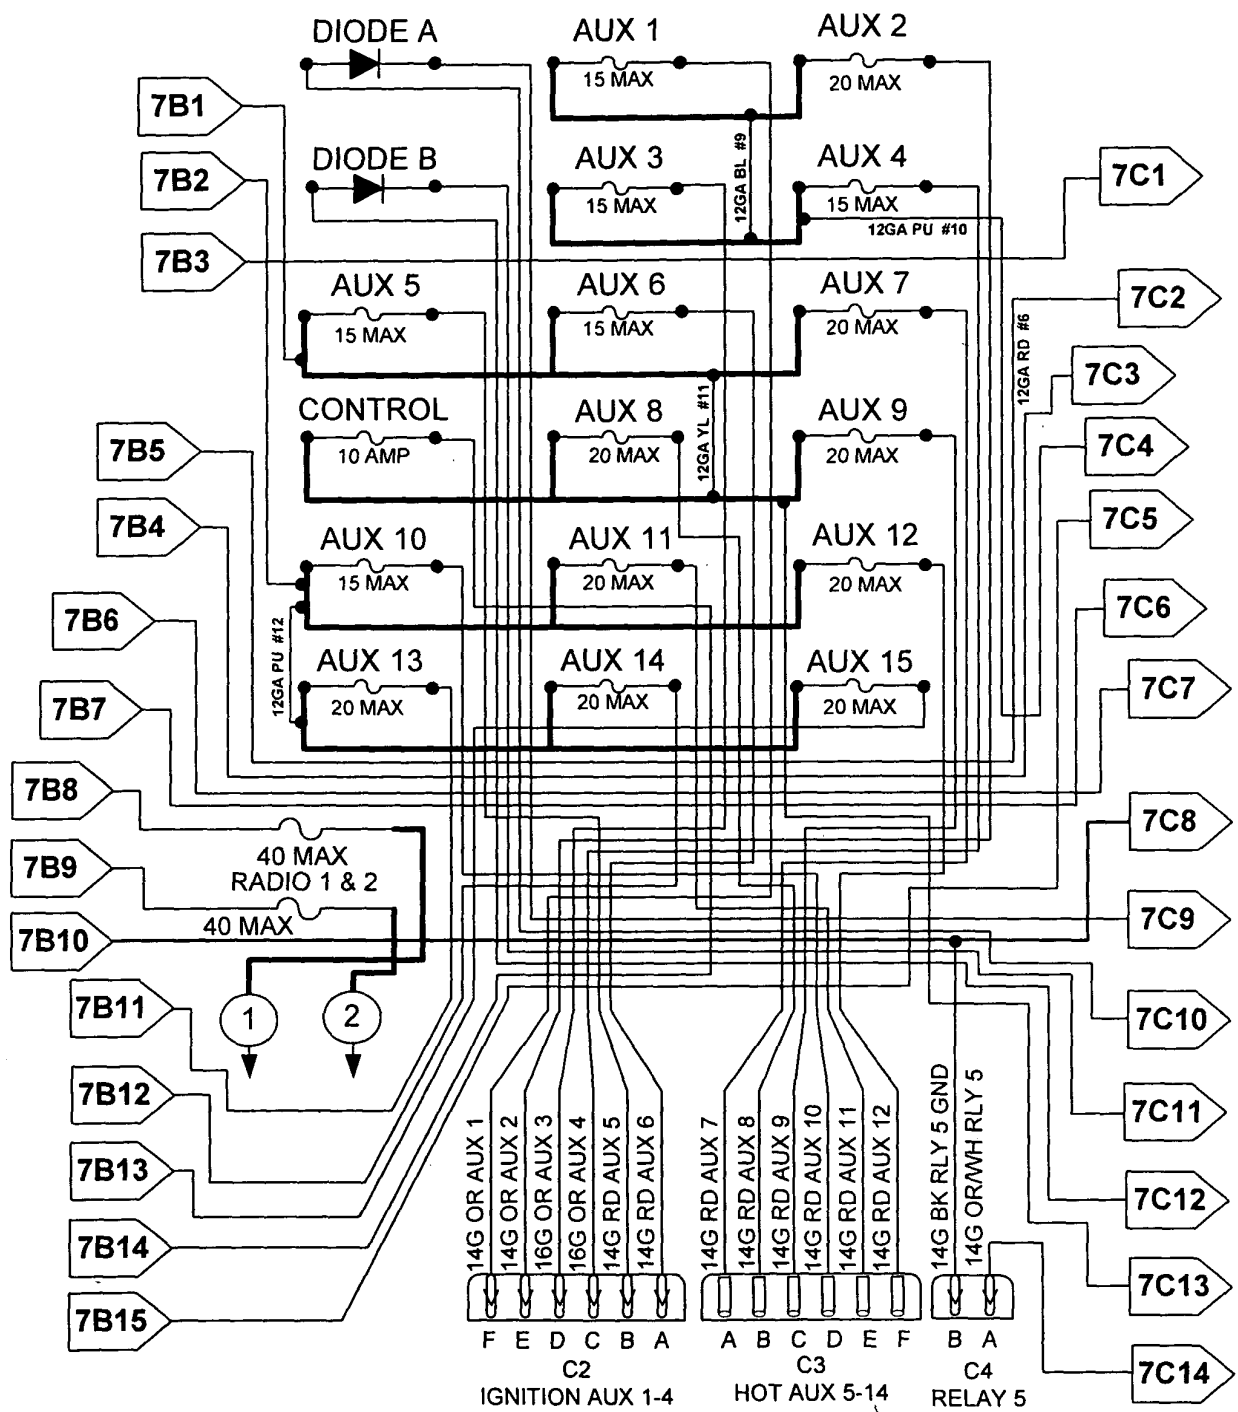 DIODE A
AUX 1
15 MAX
AUX 2
20 MAX
7B1
12GA BL #9
7B2
DIODE B
AUX 3
15 MAX
AUX 4
15 MAX
12GA PU #10
7C1
7B3
AUX 5
15 MAX
AUX 6
15 MAX
AUX 7
20 MAX
7C2
12GA RD #6
7C3
CONTROL
10 AMP
AUX 8
20 MAX
12GA YL #11
AUX 9
20 MAX
7B5
7C4
7B4
7C5
AUX 10
15 MAX
AUX 11
20 MAX
AUX 12
20 MAX
7B6
7C6
12GA PU #12
AUX 13
20 MAX
AUX 14
20 MAX
AUX 15
20 MAX
7B7
7C7
7B8
7C8
40 MAX
RADIO 1 & 2
7B9
40 MAX
7C9
7B10
7B11
1
2
7C10
7B12
7C11
7B13
7C12
7B14
7C13
7B15
7C14
14G OR AUX 1
14G OR AUX 2
16G OR AUX 3
16G OR AUX 4
14G RD AUX 5
14G RD AUX 6
14G RD AUX 7
14G RD AUX 8
14G RD AUX 9
14G RD AUX 10
14G RD AUX 11
14G RD AUX 12
14G BK RLY 5 GND
14G OR/WH RLY 5
F E D C B A
A B C D E F
B A
C2
IGNITION AUX 1-4
C3
HOT AUX 5-14
C4
RELAY 5